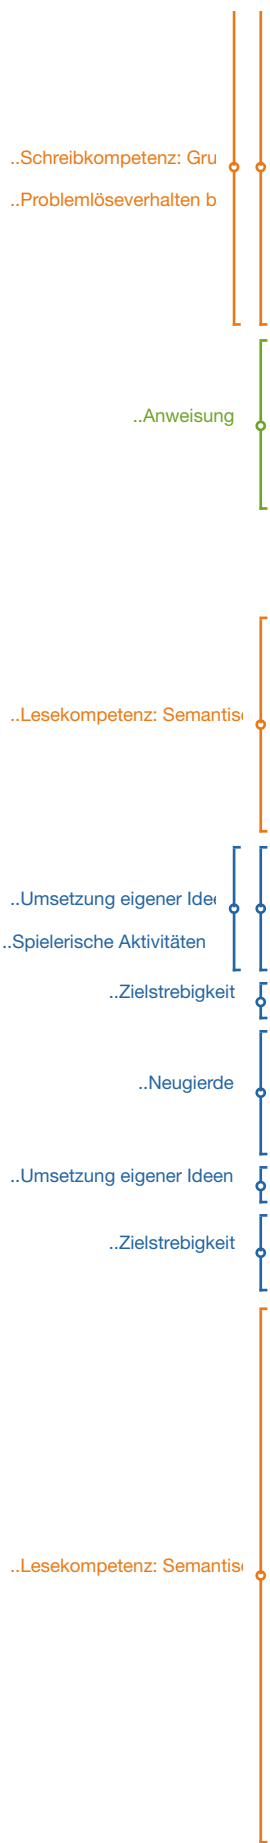 ..Schreibkompetenz: Gru
..Problemlöseverhalten b
..Anweisung
..Lesekompetenz: Semantis
..Umsetzung eigener Idee
..Spielerische Aktivitäten
..Zielstrebigkeit
..Neugierde
..Umsetzung eigener Ideen
..Zielstrebigkeit
..Lesekompetenz: Semantis